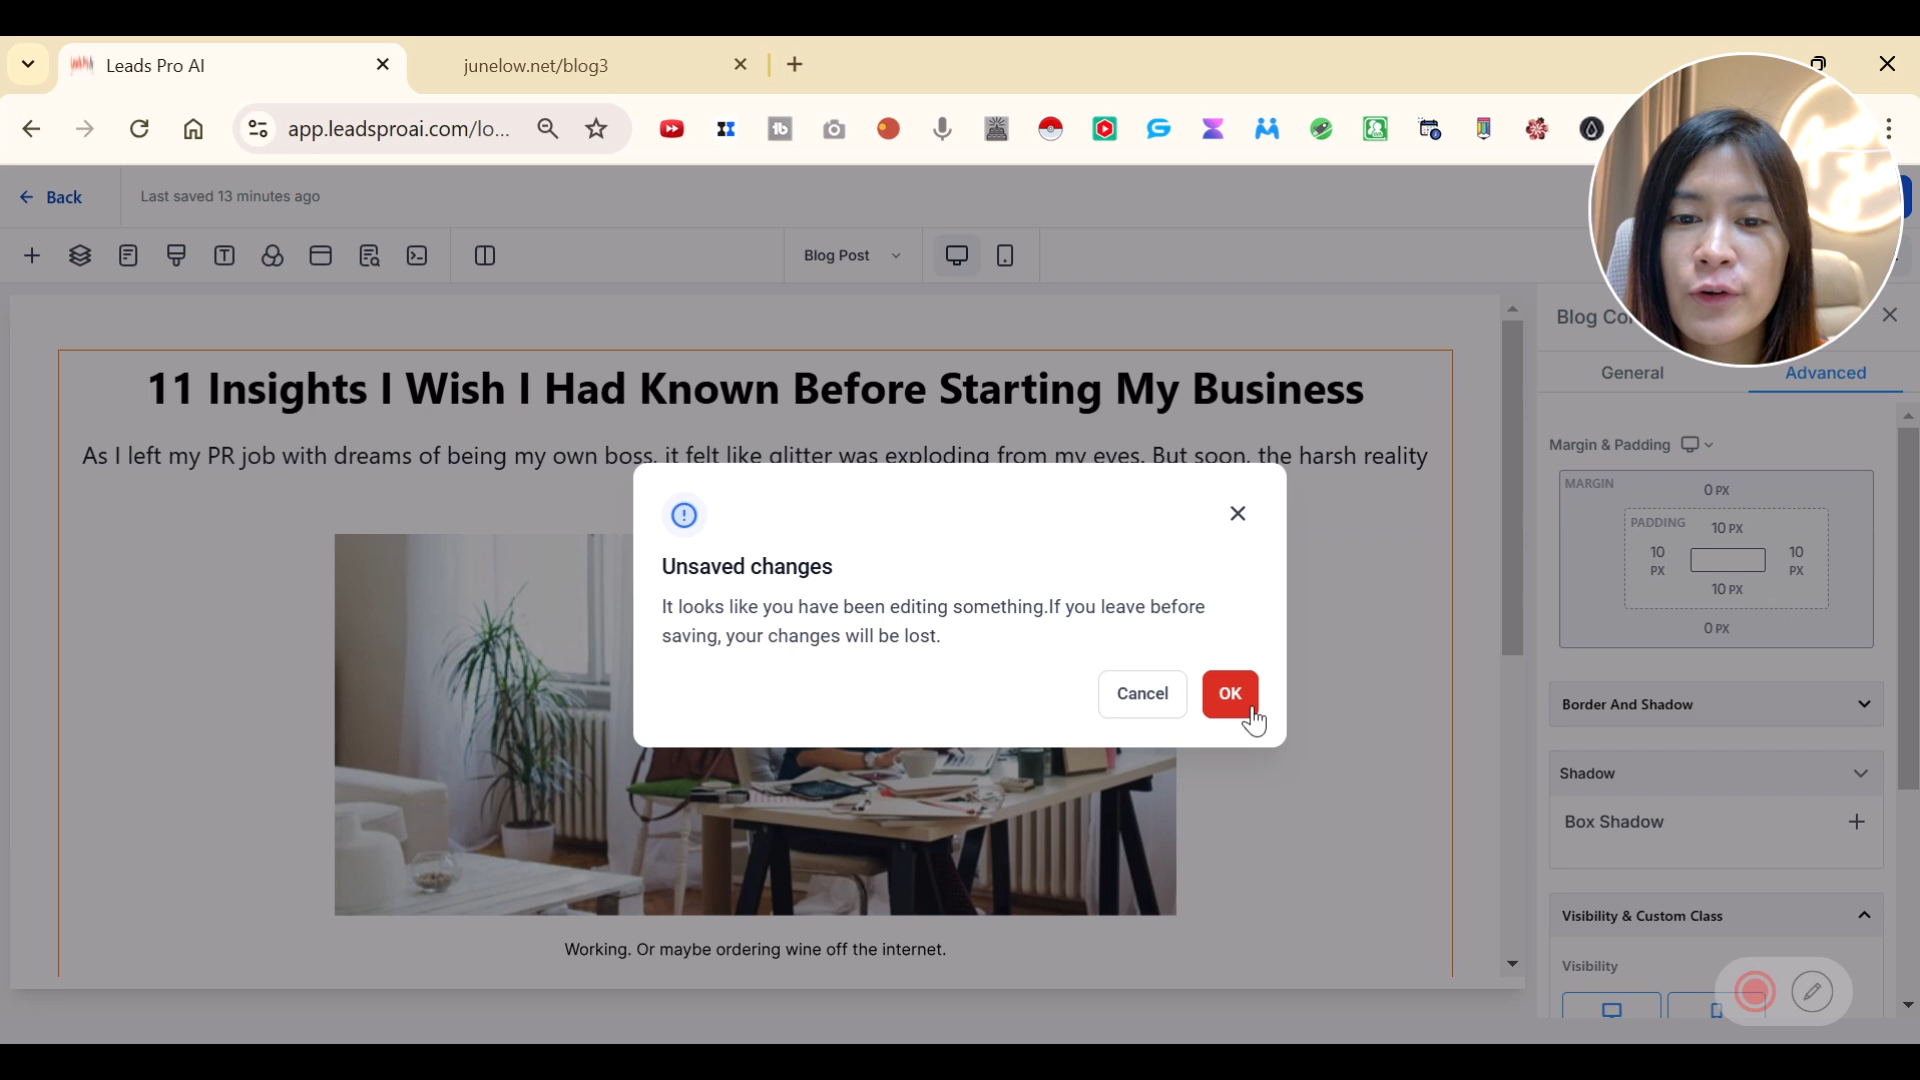 Leads Pro AI
junelow.net/blog3
app.leadsproai.com/lo...
Back
Last saved 13 minutes ago
Blog Post
Blog Co
General
Advanced
11 Insights I Wish I Had Known Before Starting My Business
As I left my PR job with dreams of being my own boss, it felt like glitter was exploding from my eyes. But soon, the harsh reality
Unsaved changes
It looks like you have been editing something.If you leave before
saving, your changes will be lost.
Cancel
OK
Working. Or maybe ordering wine off the internet.
Margin & Padding
MARGIN
0 PX
PADDING
10 PX
10
PX
10
PX
10 PX
0 PX
Border And Shadow
Shadow
Box Shadow
Visibility & Custom Class
Visibility